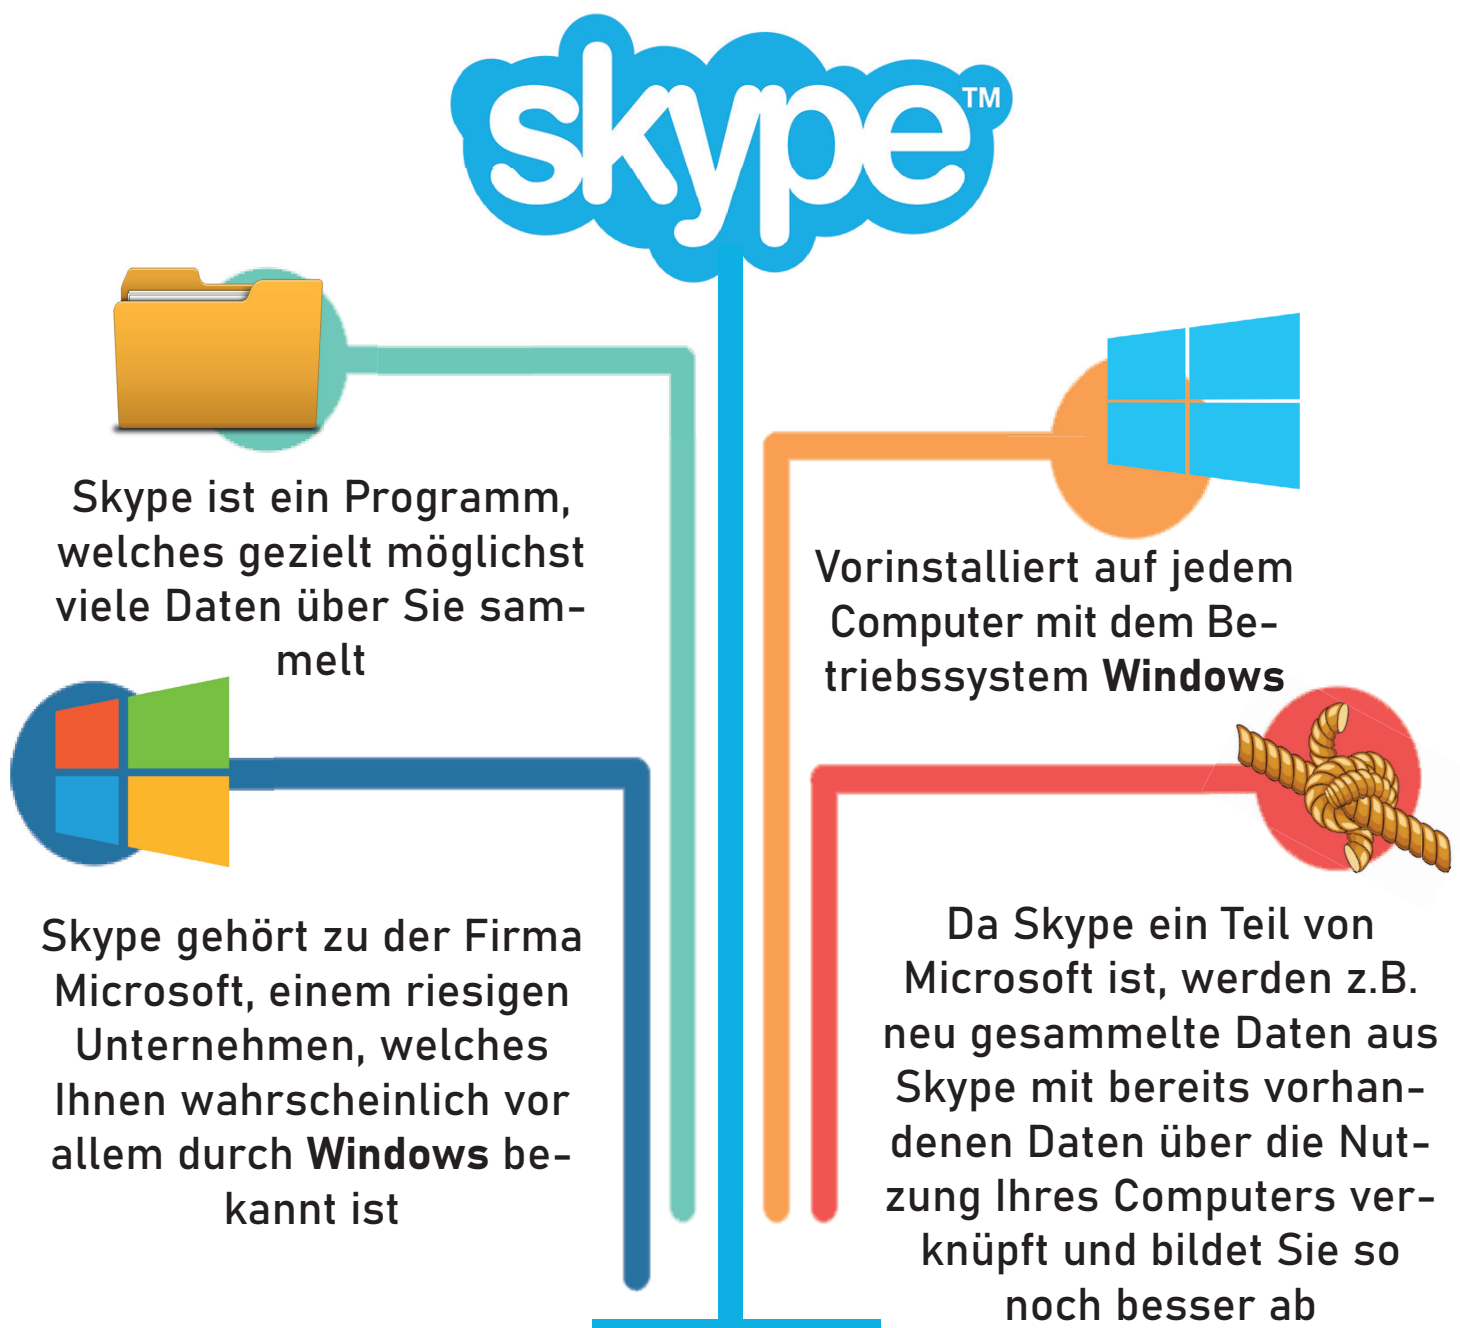 skype™
Skype ist ein Programm,
welches gezielt möglichst
viele Daten über Sie sam-
melt
Vorinstalliert auf jedem
Computer mit dem Be-
triebssystem Windows
Skype gehört zu der Firma
Microsoft, einem riesigen
Unternehmen, welches
Ihnen wahrscheinlich vor
allem durch Windows be-
kannt ist
Da Skype ein Teil von
Microsoft ist, werden z.B.
neu gesammelte Daten aus
Skype mit bereits vorhan-
denen Daten über die Nut-
zung Ihres Computers ver-
knüpft und bildet Sie so
noch besser ab